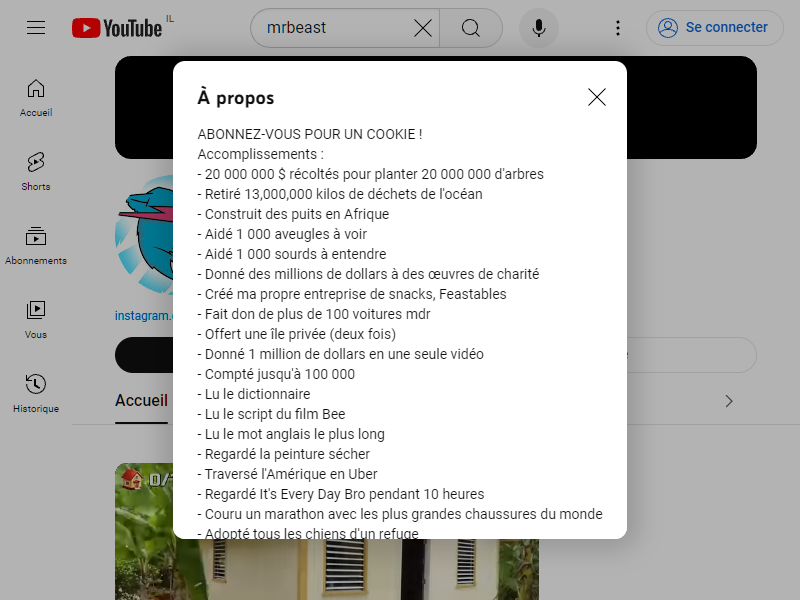 YouTube IL
mrbeast
Se connecter
Accueil
Shorts
Abonnements
Vous
Historique
À propos
ABONNEZ-VOUS POUR UN COOKIE !
Accomplissements :
- 20 000 000 $ récoltés pour planter 20 000 000 d'arbres
- Retiré 13,000,000 kilos de déchets de l'océan
- Construit des puits en Afrique
- Aidé 1 000 aveugles à voir
- Aidé 1 000 sourds à entendre
- Donné des millions de dollars à des œuvres de charité
- Créé ma propre entreprise de snacks, Feastables
- Fait don de plus de 100 voitures mdr
- Offert une île privée (deux fois)
- Donné 1 million de dollars en une seule vidéo
- Compté jusqu'à 100 000
- Lu le dictionnaire
- Lu le script du film Bee
- Lu le mot anglais le plus long
- Regardé la peinture sécher
- Traversé l'Amérique en Uber
- Regardé It's Every Day Bro pendant 10 heures
- Couru un marathon avec les plus grandes chaussures du monde
- Adopté tous les chiens d'un refuge
instagram.
Accueil